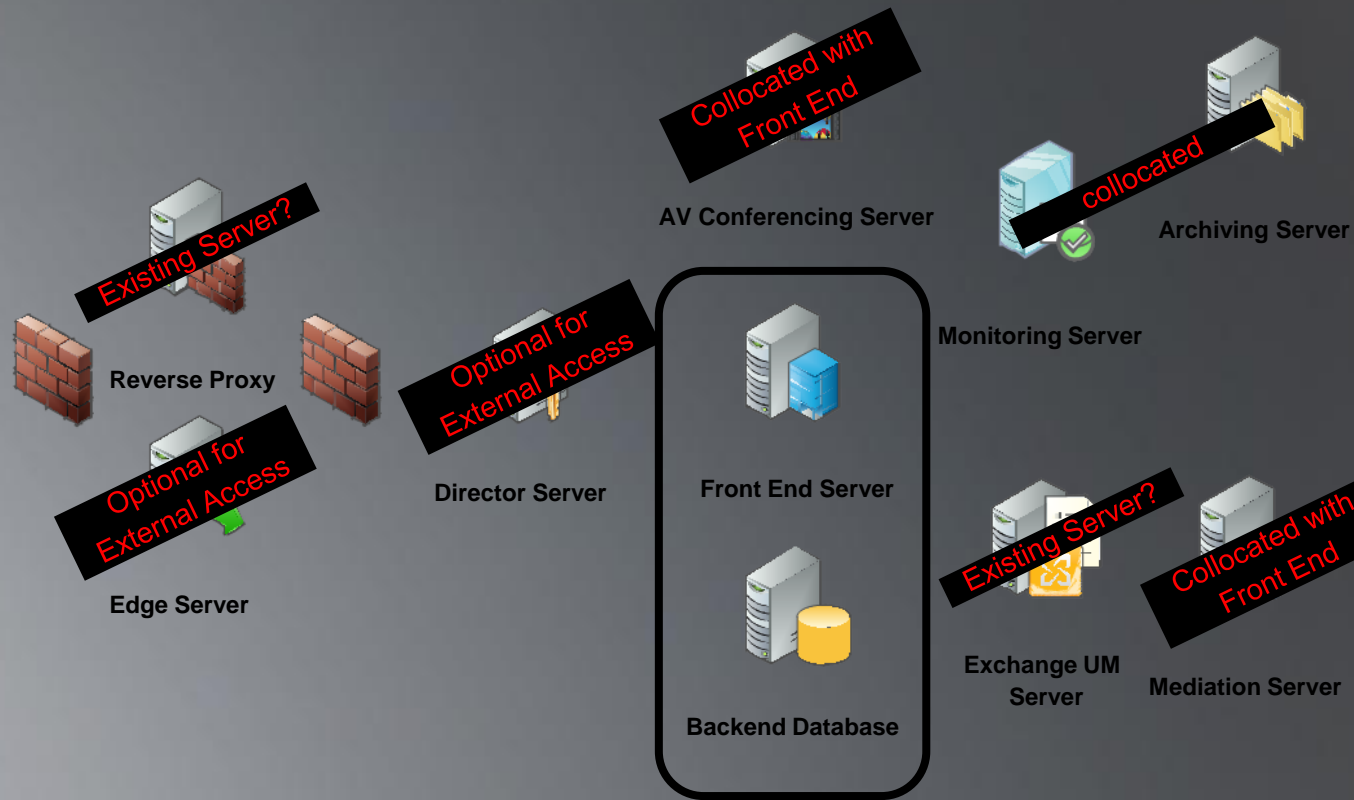 Collocated with
Front End
AV Conferencing Server
collocated
Archiving Server
Monitoring Server
Existing Server?
Reverse Proxy
Optional for
External Access
Edge Server
Optional for
External Access
Director Server
Front End Server
Backend Database
Existing Server?
Exchange UM
Server
Collocated with
Front End
Mediation Server